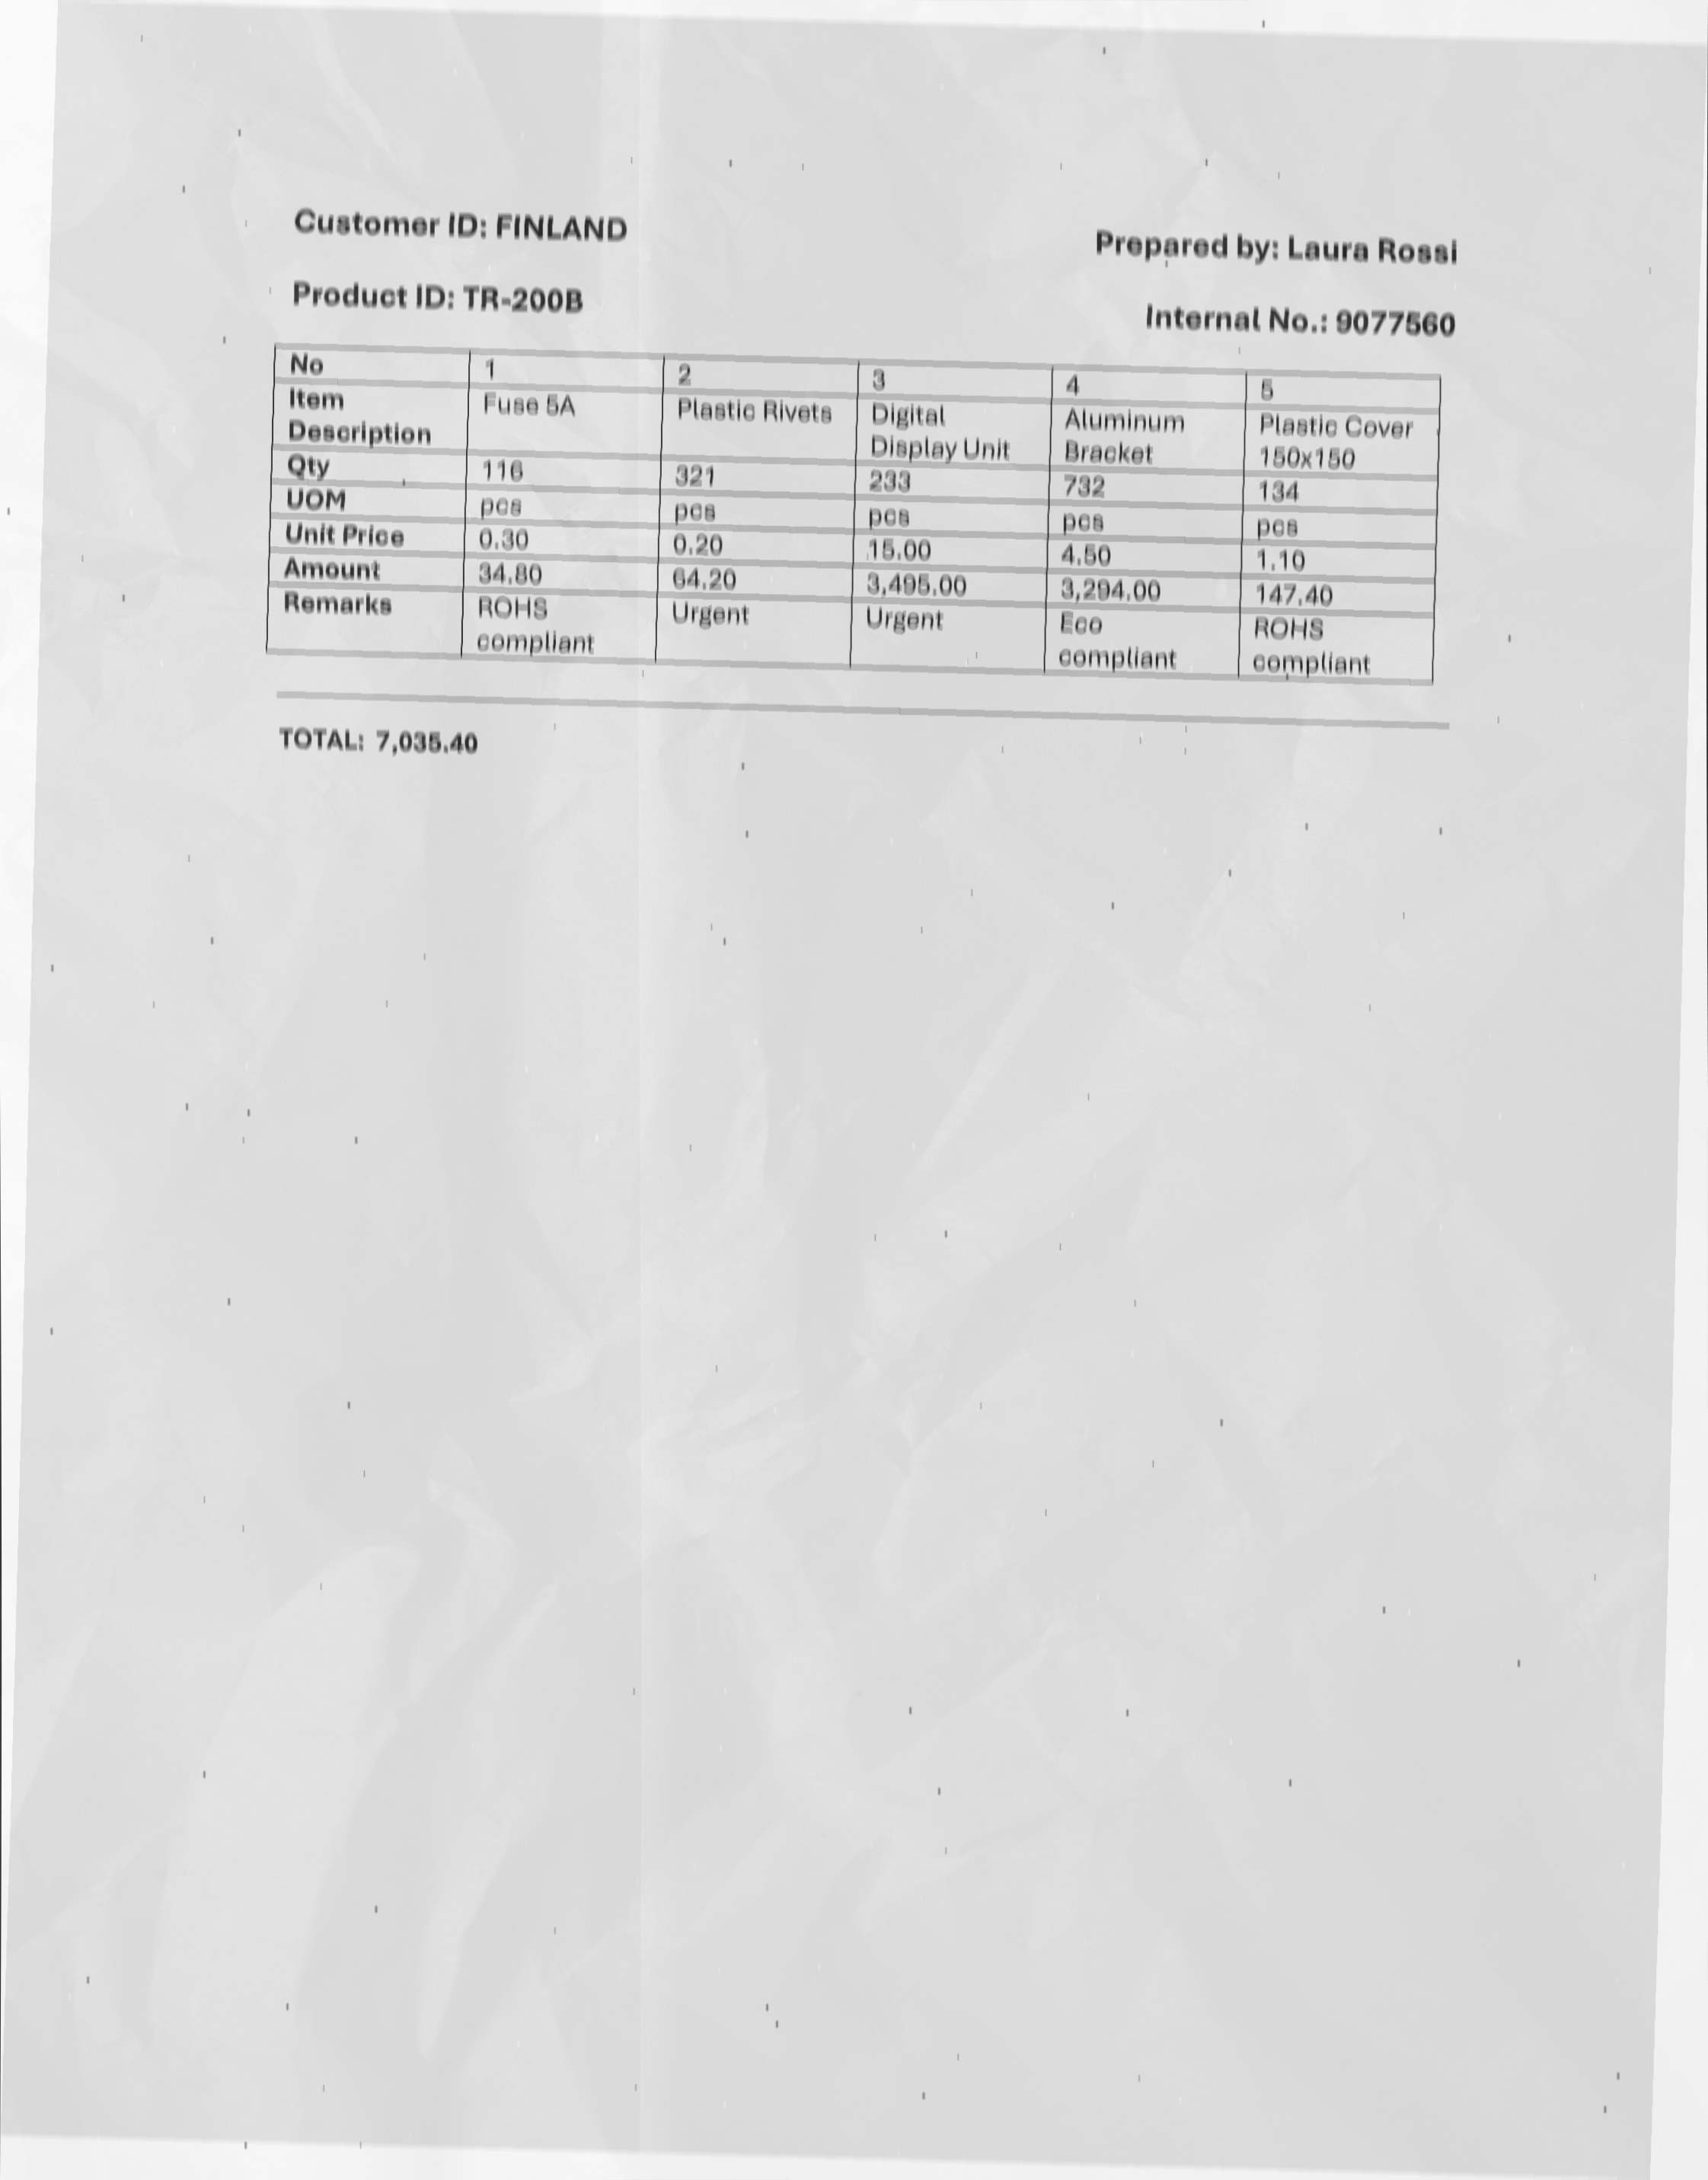 Customer ID: FINLAND
Prepared by: Laura Rossi
Product ID: TR-200B
Internal No.: 9077560
No 1 2 3 4 5
Item Description Fuse 5A Plastic Rivets Digital Display Unit Aluminum Bracket Plastic Cover 150x150
Qty 116 321 233 732 134
UOM pcs pcs pcs pcs pcs
Unit Price 0.30 0.20 15.00 4.50 1.10
Amount 34.80 64.20 3,495.00 3,294.00 147.40
Remarks ROHS compliant Urgent Urgent Eco compliant ROHS compliant
TOTAL: 7,035.40